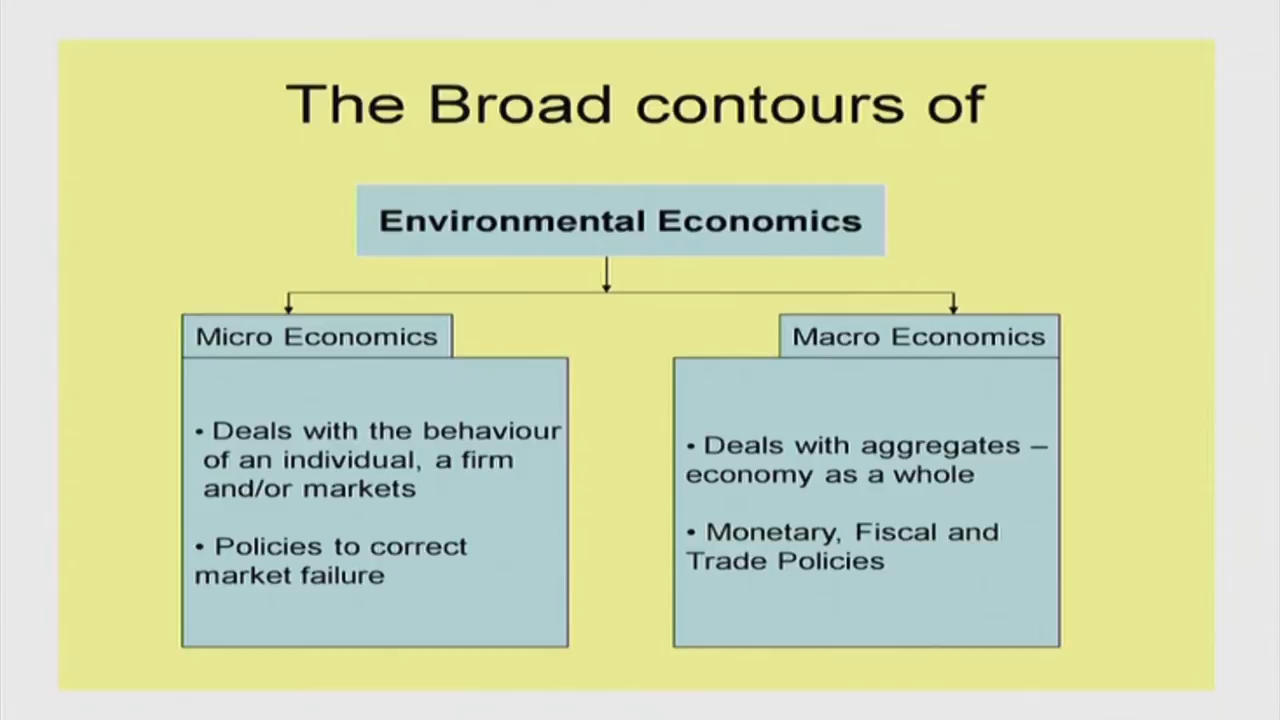 The Broad contours of
Environmental Economics
Micro Economics
• Deals with the behaviour
of an individual, a firm
and/or markets
• Policies to correct
market failure
Macro Economics
• Deals with aggregates –
economy as a whole
• Monetary, Fiscal and
Trade Policies